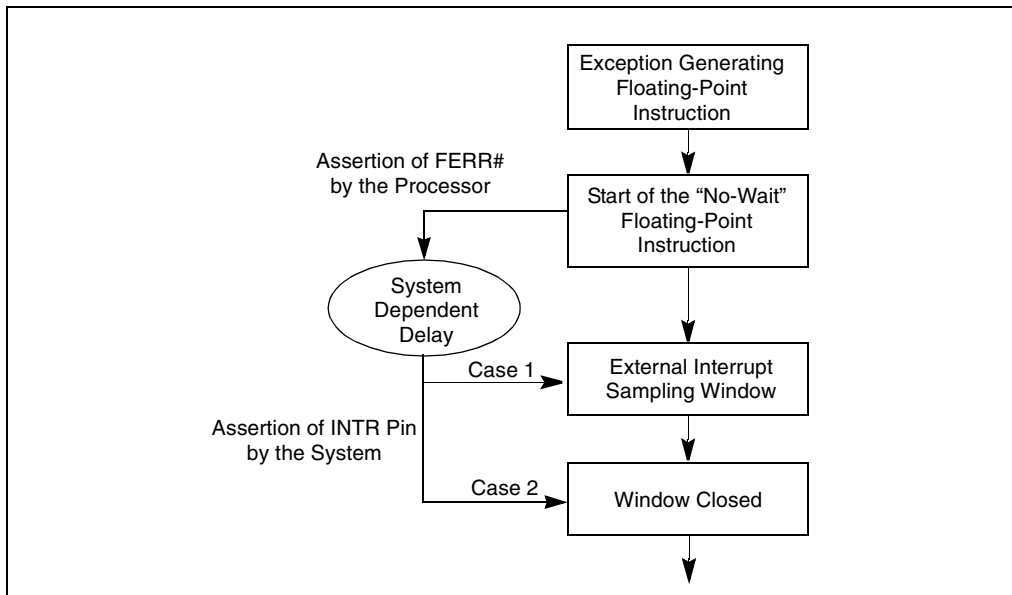 Exception Generating
Floating-Point
Instruction
Assertion of FERR#
by the Processor
Start of the “No-Wait”
Floating-Point
Instruction
System
Dependent
Delay
Case 1
External Interrupt
Sampling Window
Assertion of INTR Pin
by the System
Case 2
Window Closed